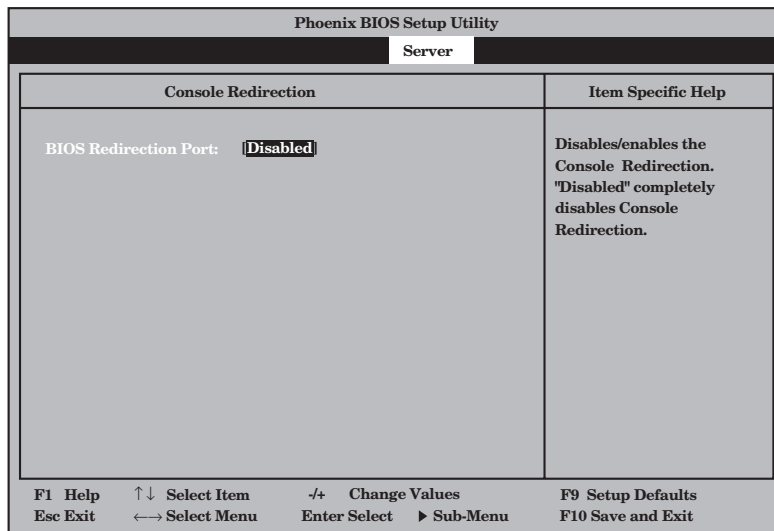 Phoenix BIOS Setup Utility
Server
Console Redirection
Item Specific Help
BIOS Redirection Port: [Disabled]
Disables/enables the
Console Redirection.
"Disabled" completely
disables Console
Redirection.
F1 Help ↑↓ Select Item -/+ Change Values F9 Setup Defaults
Esc Exit ←→ Select Menu Enter Select ▶ Sub-Menu F10 Save and Exit